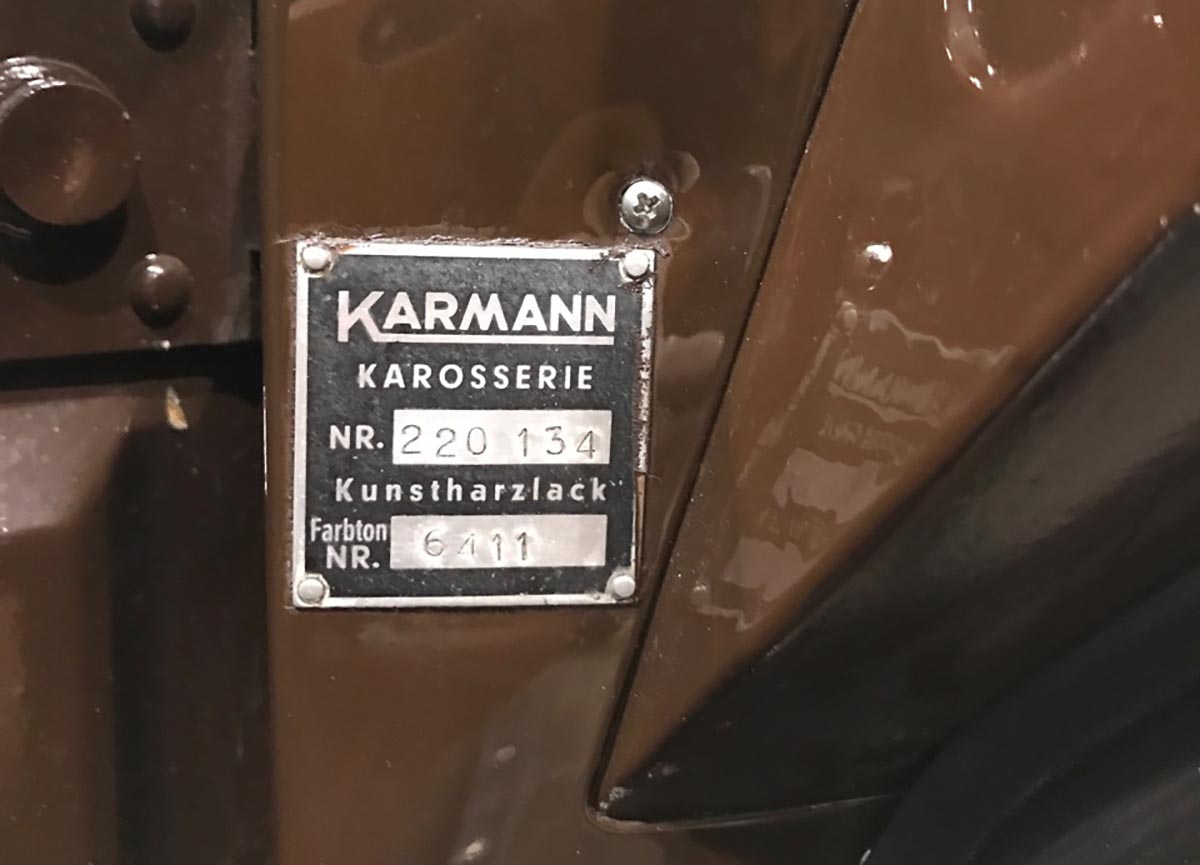 KARMANN
KAROSSERIE
NR. 220 134
Kunstharzlack
Farbton
NR. 6411